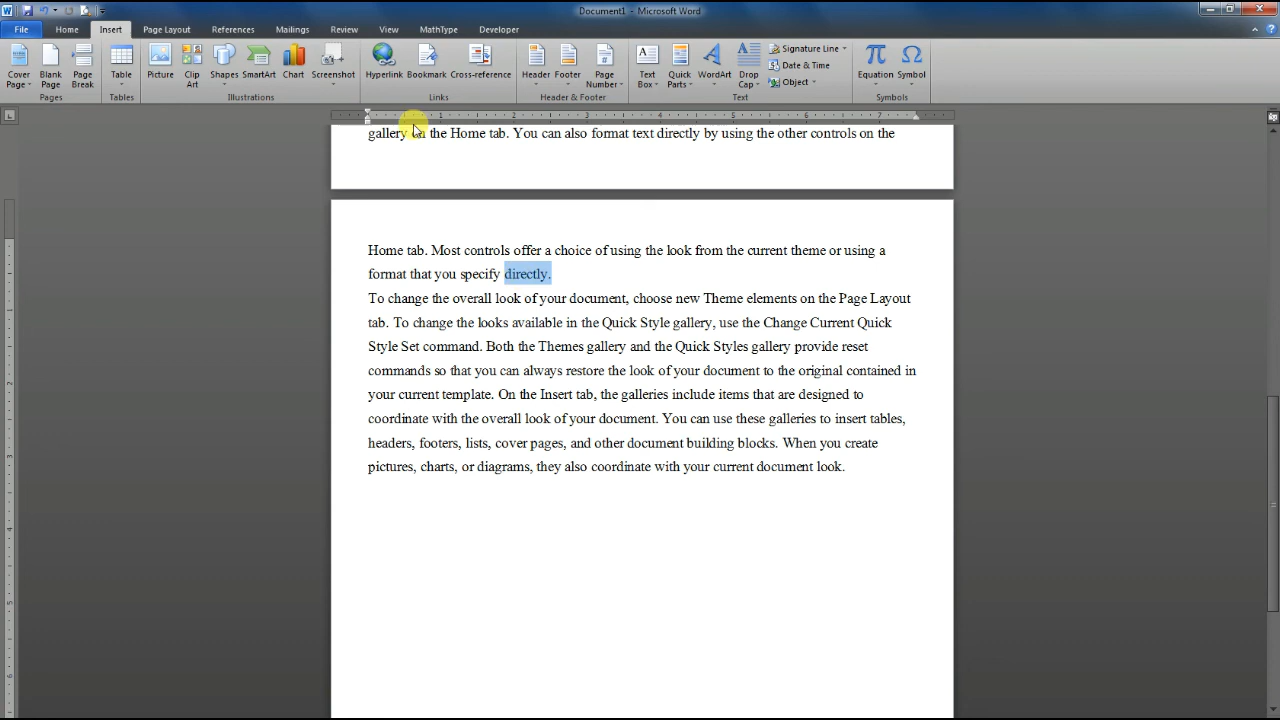 Document1 - Microsoft Word
File Home Insert Page Layout References Mailings Review View MathType Developer
Cover Page Blank Page Page Break Table Picture Clip Art Shapes SmartArt Chart Screenshot Hyperlink Bookmark Cross-reference Header Footer Page Number Text Box Quick Parts WordArt Drop Cap Signature Line Date & Time Object Equation Symbol
Pages Tables Illustrations Links Header & Footer Text Symbols
1 2 3 4 5 7
gallery on the Home tab. You can also format text directly by using the other controls on the
Home tab. Most controls offer a choice of using the look from the current theme or using a
format that you specify directly.
To change the overall look of your document, choose new Theme elements on the Page Layout
tab. To change the looks available in the Quick Style gallery, use the Change Current Quick
Style Set command. Both the Themes gallery and the Quick Styles gallery provide reset
commands so that you can always restore the look of your document to the original contained in
your current template. On the Insert tab, the galleries include items that are designed to
coordinate with the overall look of your document. You can use these galleries to insert tables,
headers, footers, lists, cover pages, and other document building blocks. When you create
pictures, charts, or diagrams, they also coordinate with your current document look.